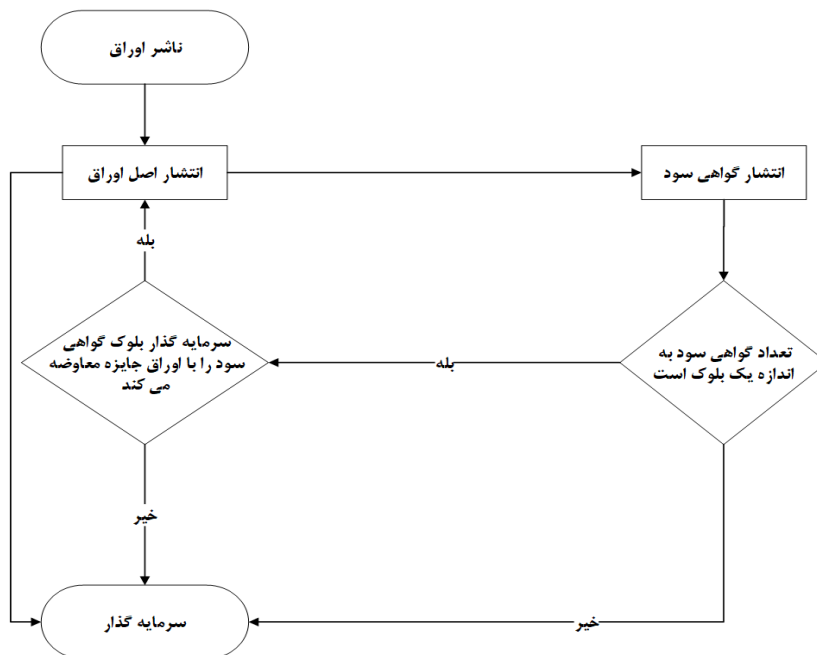 ناشر اوراق
انتشار اصل اوراق
انتشار گواهی سود
بله
سرمایه گذار بلوک گواهی
سود را با اوراق جایزه معاوضه
می کند
بله
تعداد گواهی سود به
اندازه یک بلوک است
خیر
خیر
سرمایه گذار